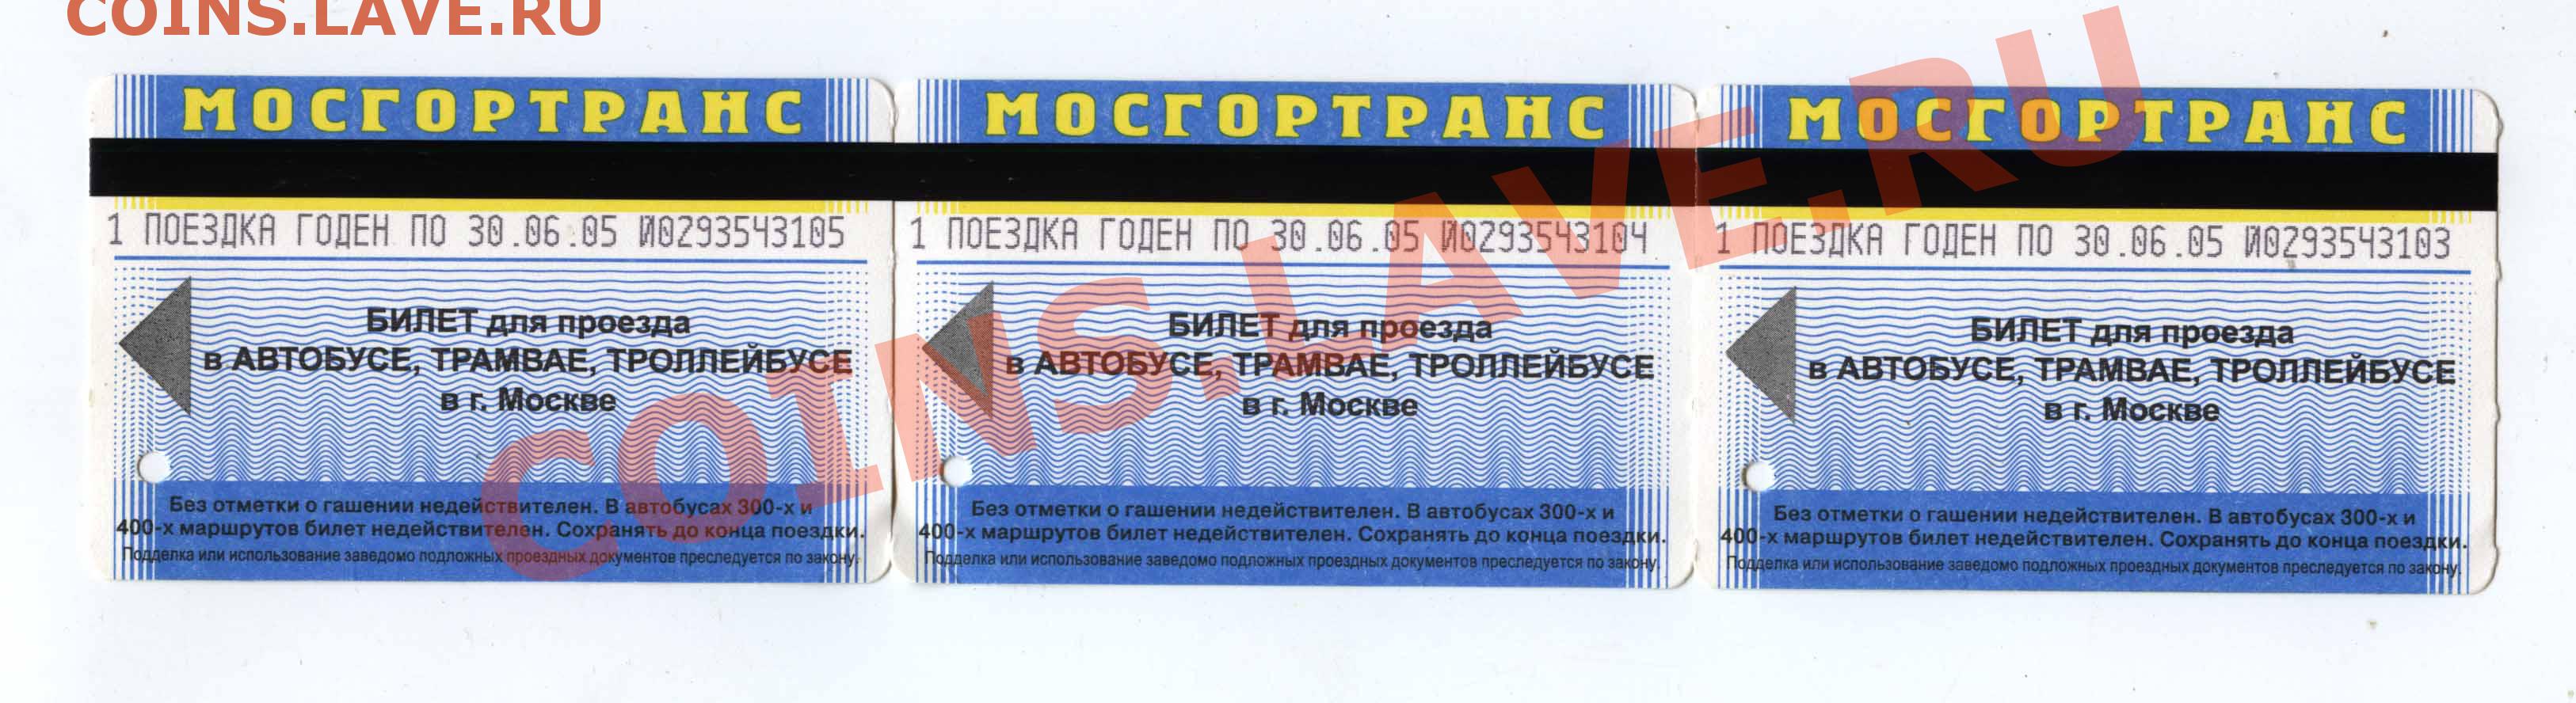 COINS.LAVE.RU
МОСГОРТРАНС
1 ПОЕЗДКА ГОДЕН ПО 30.06.05 И0293543105
БИЛЕТ для проезда
в АВТОБУСЕ, ТРАМВАЕ, ТРОЛЛЕЙБУСЕ
в г. Москве
Без отметки о гашении недействителен. В автобусах 300-х и
400-х маршрутов билет недействителен. Сохранять до конца поездки.
Подделка или использование заведомо подложных проездных документов преследуется по закону.
МОСГОРТРАНС
1 ПОЕЗДКА ГОДЕН ПО 30.06.05 И0293543104
БИЛЕТ для проезда
в АВТОБУСЕ, ТРАМВАЕ, ТРОЛЛЕЙБУСЕ
в г. Москве
Без отметки о гашении недействителен. В автобусах 300-х и
400-х маршрутов билет недействителен. Сохранять до конца поездки.
Подделка или использование заведомо подложных проездных документов преследуется по закону.
МОСГОРТРАНС
1 ПОЕЗДКА ГОДЕН ПО 30.06.05 И0293543103
БИЛЕТ для проезда
в АВТОБУСЕ, ТРАМВАЕ, ТРОЛЛЕЙБУСЕ
в г. Москве
Без отметки о гашении недействителен. В автобусах 300-х и
400-х маршрутов билет недействителен. Сохранять до конца поездки.
Подделка или использование заведомо подложных проездных документов преследуется по закону.
COINS.LAVE.RU